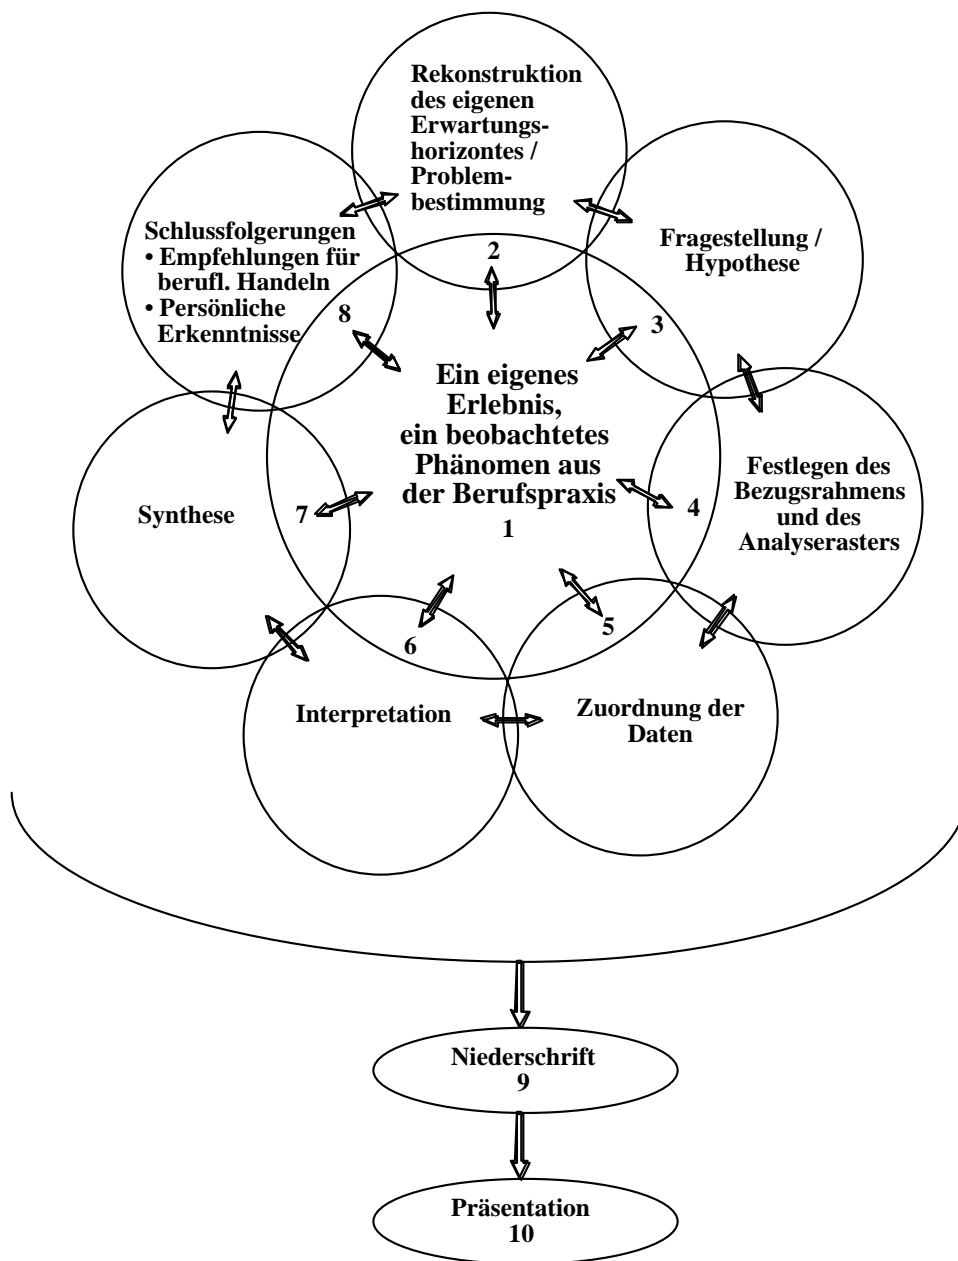 Rekonstruktion
des eigenen
Erwartungs-
horizontes /
Problem-
bestimmung
2
Fragestellung /
Hypothese
3
Schlussfolgerungen
• Empfehlungen für
berufl. Handeln
• Persönliche
Erkenntnisse
8
Ein eigenes
Erlebnis,
ein beobachtetes
Phänomen aus
der Berufspraxis
1
Festlegen des
Bezugsrahmens
und des
Analyserasters
4
Synthese
7
6
5
Interpretation
Zuordnung der
Daten
Niederschrift
9
Präsentation
10